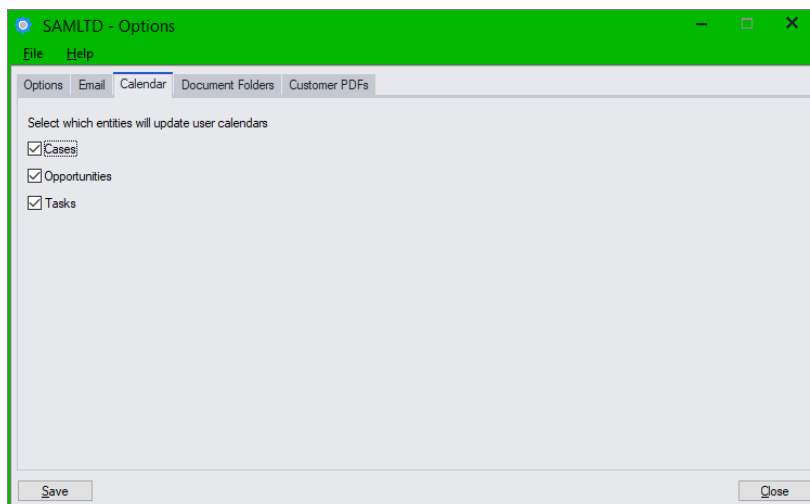 SAMLTD - Options
File Help
Options Email Calendar Document Folders Customer PDFs
Select which entities will update user calendars
Cases
Opportunities
Tasks
Save Close